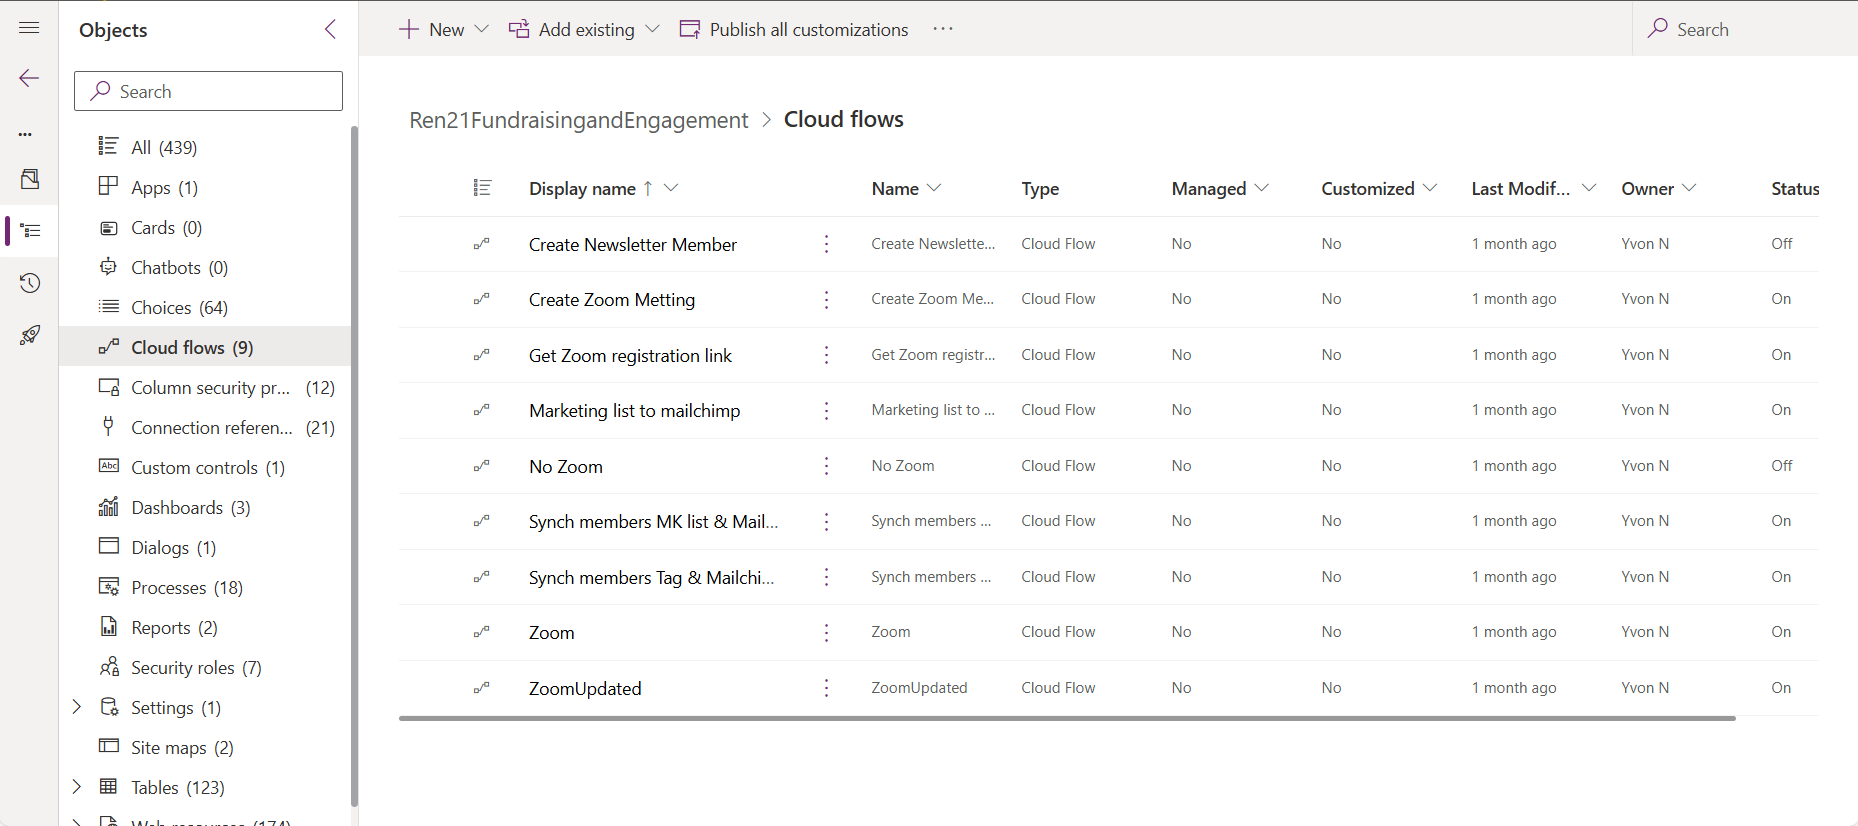 Objects
Search
All (439)
Apps (1)
Cards (0)
Chatbots (0)
Choices (64)
Cloud flows (9)
Column security pr... (12)
Connection referen... (21)
Abc Custom controls (1)
Dashboards (3)
Dialogs (1)
Processes (18)
Reports (2)
Security roles (7)
Settings (1)
Site maps (2)
Tables (123)
Web resources (174)
New Add existing Publish all customizations ... Search
Ren21FundraisingandEngagement > Cloud flows
Display name ↑ Name Type Managed Customized Last Modif... Owner Status
Create Newsletter Member Create Newslette... Cloud Flow No No 1 month ago Yvon N Off
Create Zoom Metting Create Zoom Me... Cloud Flow No No 1 month ago Yvon N On
Get Zoom registration link Get Zoom registr... Cloud Flow No No 1 month ago Yvon N On
Marketing list to mailchimp Marketing list to ... Cloud Flow No No 1 month ago Yvon N On
No Zoom No Zoom Cloud Flow No No 1 month ago Yvon N Off
Synch members MK list & Mail... Synch members ... Cloud Flow No No 1 month ago Yvon N On
Synch members Tag & Mailchi... Synch members ... Cloud Flow No No 1 month ago Yvon N On
Zoom Zoom Cloud Flow No No 1 month ago Yvon N On
ZoomUpdated ZoomUpdated Cloud Flow No No 1 month ago Yvon N On